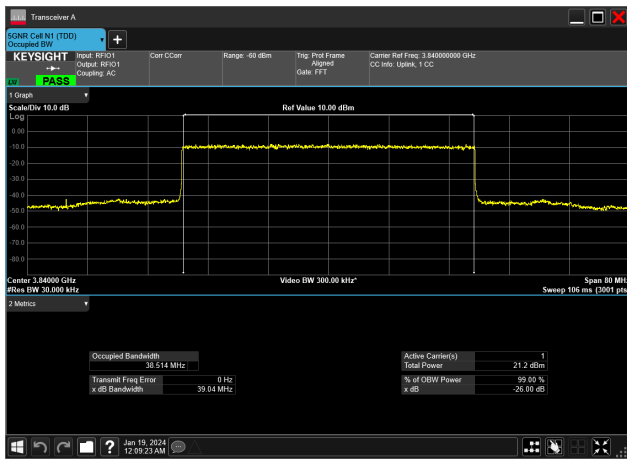 Transceiver A
5GNR Cell N1 (TDD)
Occupied BW
KEYSIGHT
PASS
Input: RFIO1
Output: RFIO1
Coupling: AC
Corr CCorr
Range: -60 dBm
Trig: Prot Frame
Aligned
Gate: FFT
Carrier Ref Freq: 3.840000000 GHz
CC Info: Uplink, 1 CC
1 Graph
Scale/Div 10.0 dB
Ref Value 10.00 dBm
Log
0.00
-10.0
-20.0
-30.0
-40.0
-50.0
-60.0
-70.0
-80.0
Center 3.84000 GHz
Video BW 300.00 kHz*
Span 80 MHz
#Res BW 30.000 kHz
Sweep 106 ms (3001 pts
2 Metrics
Occupied Bandwidth
38.514 MHz
Transmit Freq Error 0 Hz
x dB Bandwidth 39.04 MHz
Active Carrier(s) 1
Total Power 21.2 dBm
% of OBW Power 99.00 %
x dB -26.00 dB
Jan 19, 2024
12:09:23 AM